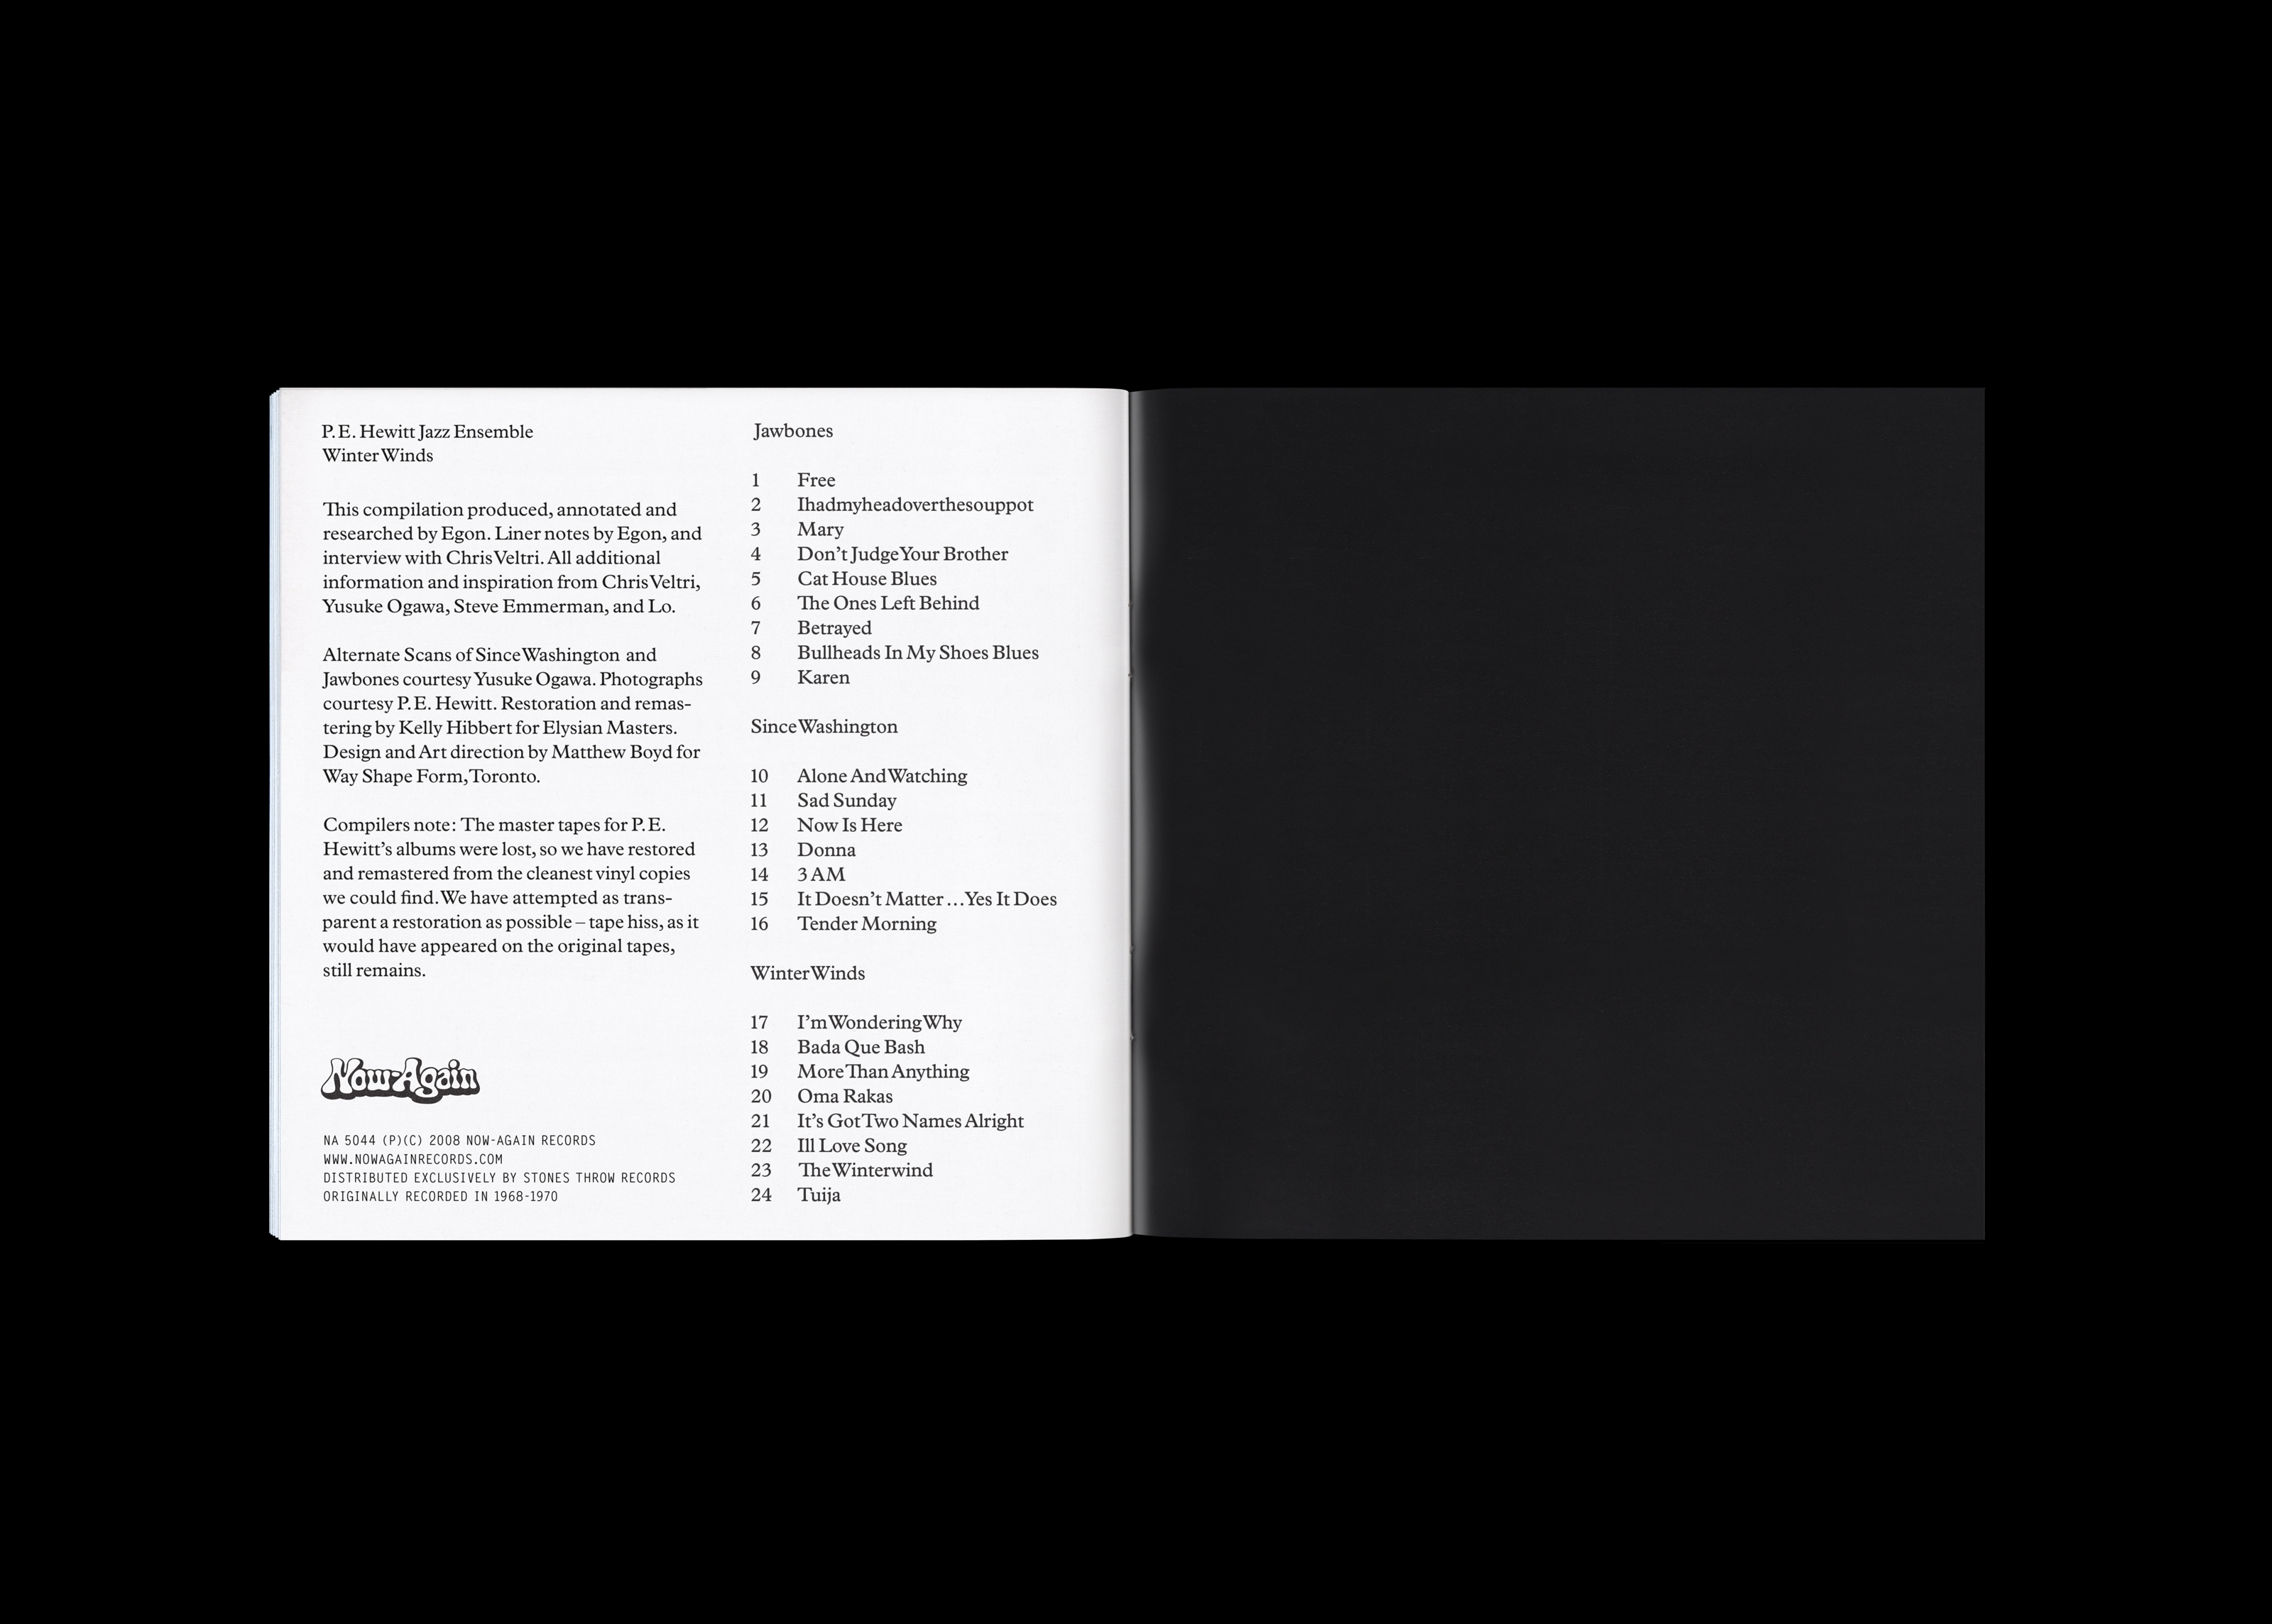 P.E. Hewitt Jazz Ensemble
Winter Winds
This compilation produced, annotated and
researched by Egon. Liner notes by Egon, and
interview with Chris Veltri. All additional
information and inspiration from Chris Veltri,
Yusuke Ogawa, Steve Emmerman, and Lo.
Alternate Scans of Since Washington and
Jawbones courtesy Yusuke Ogawa. Photographs
courtesy P.E. Hewitt. Restoration and remas-
tering by Kelly Hibbert for Elysian Masters.
Design and Art direction by Matthew Boyd for
Way Shape Form, Toronto.
Compilers note: The master tapes for P.E.
Hewitt’s albums were lost, so we have restored
and remastered from the cleanest vinyl copies
we could find. We have attempted as trans-
parent a restoration as possible – tape hiss, as it
would have appeared on the original tapes,
still remains.
Now-Again
NA 5044 (P)(C) 2008 NOW-AGAIN RECORDS
WWW.NOWAGAINRECORDS.COM
DISTRIBUTED EXCLUSIVELY BY STONES THROW RECORDS
ORIGINALLY RECORDED IN 1968-1970
Jawbones
1 Free
2 Ihadmyheadoverthesouppot
3 Mary
4 Don’t Judge Your Brother
5 Cat House Blues
6 The Ones Left Behind
7 Betrayed
8 Bullheads In My Shoes Blues
9 Karen
Since Washington
10 Alone And Watching
11 Sad Sunday
12 Now Is Here
13 Donna
14 3 AM
15 It Doesn’t Matter …Yes It Does
16 Tender Morning
Winter Winds
17 I’m Wondering Why
18 Bada Que Bash
19 More Than Anything
20 Oma Rakas
21 It’s Got Two Names Alright
22 Ill Love Song
23 The Winterwind
24 Tuija